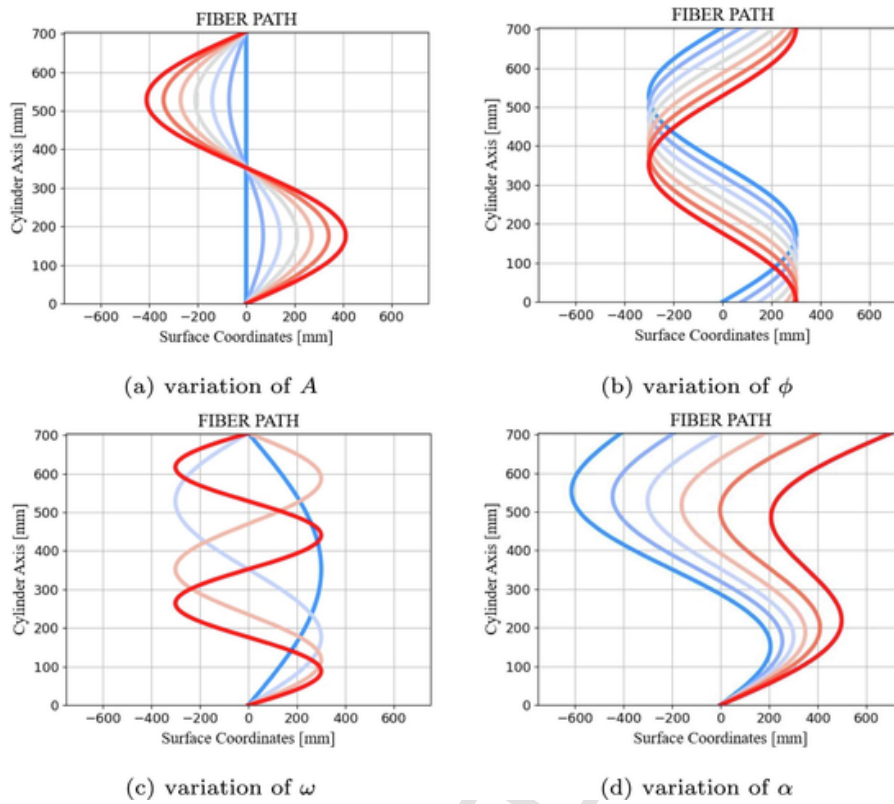 FIBER PATH
700
600
500
400
300
200
100
0
Cylinder Axis [mm]
−600 −400 −200 0 200 400 600
Surface Coordinates [mm]
(a) variation of A
FIBER PATH
700
600
500
400
300
200
100
0
Cylinder Axis [mm]
−600 −400 −200 0 200 400 600
Surface Coordinates [mm]
(b) variation of ϕ
FIBER PATH
700
600
500
400
300
200
100
0
Cylinder Axis [mm]
−600 −400 −200 0 200 400 600
Surface Coordinates [mm]
(c) variation of ω
FIBER PATH
700
600
500
400
300
200
100
0
Cylinder Axis [mm]
−600 −400 −200 0 200 400 600
Surface Coordinates [mm]
(d) variation of α